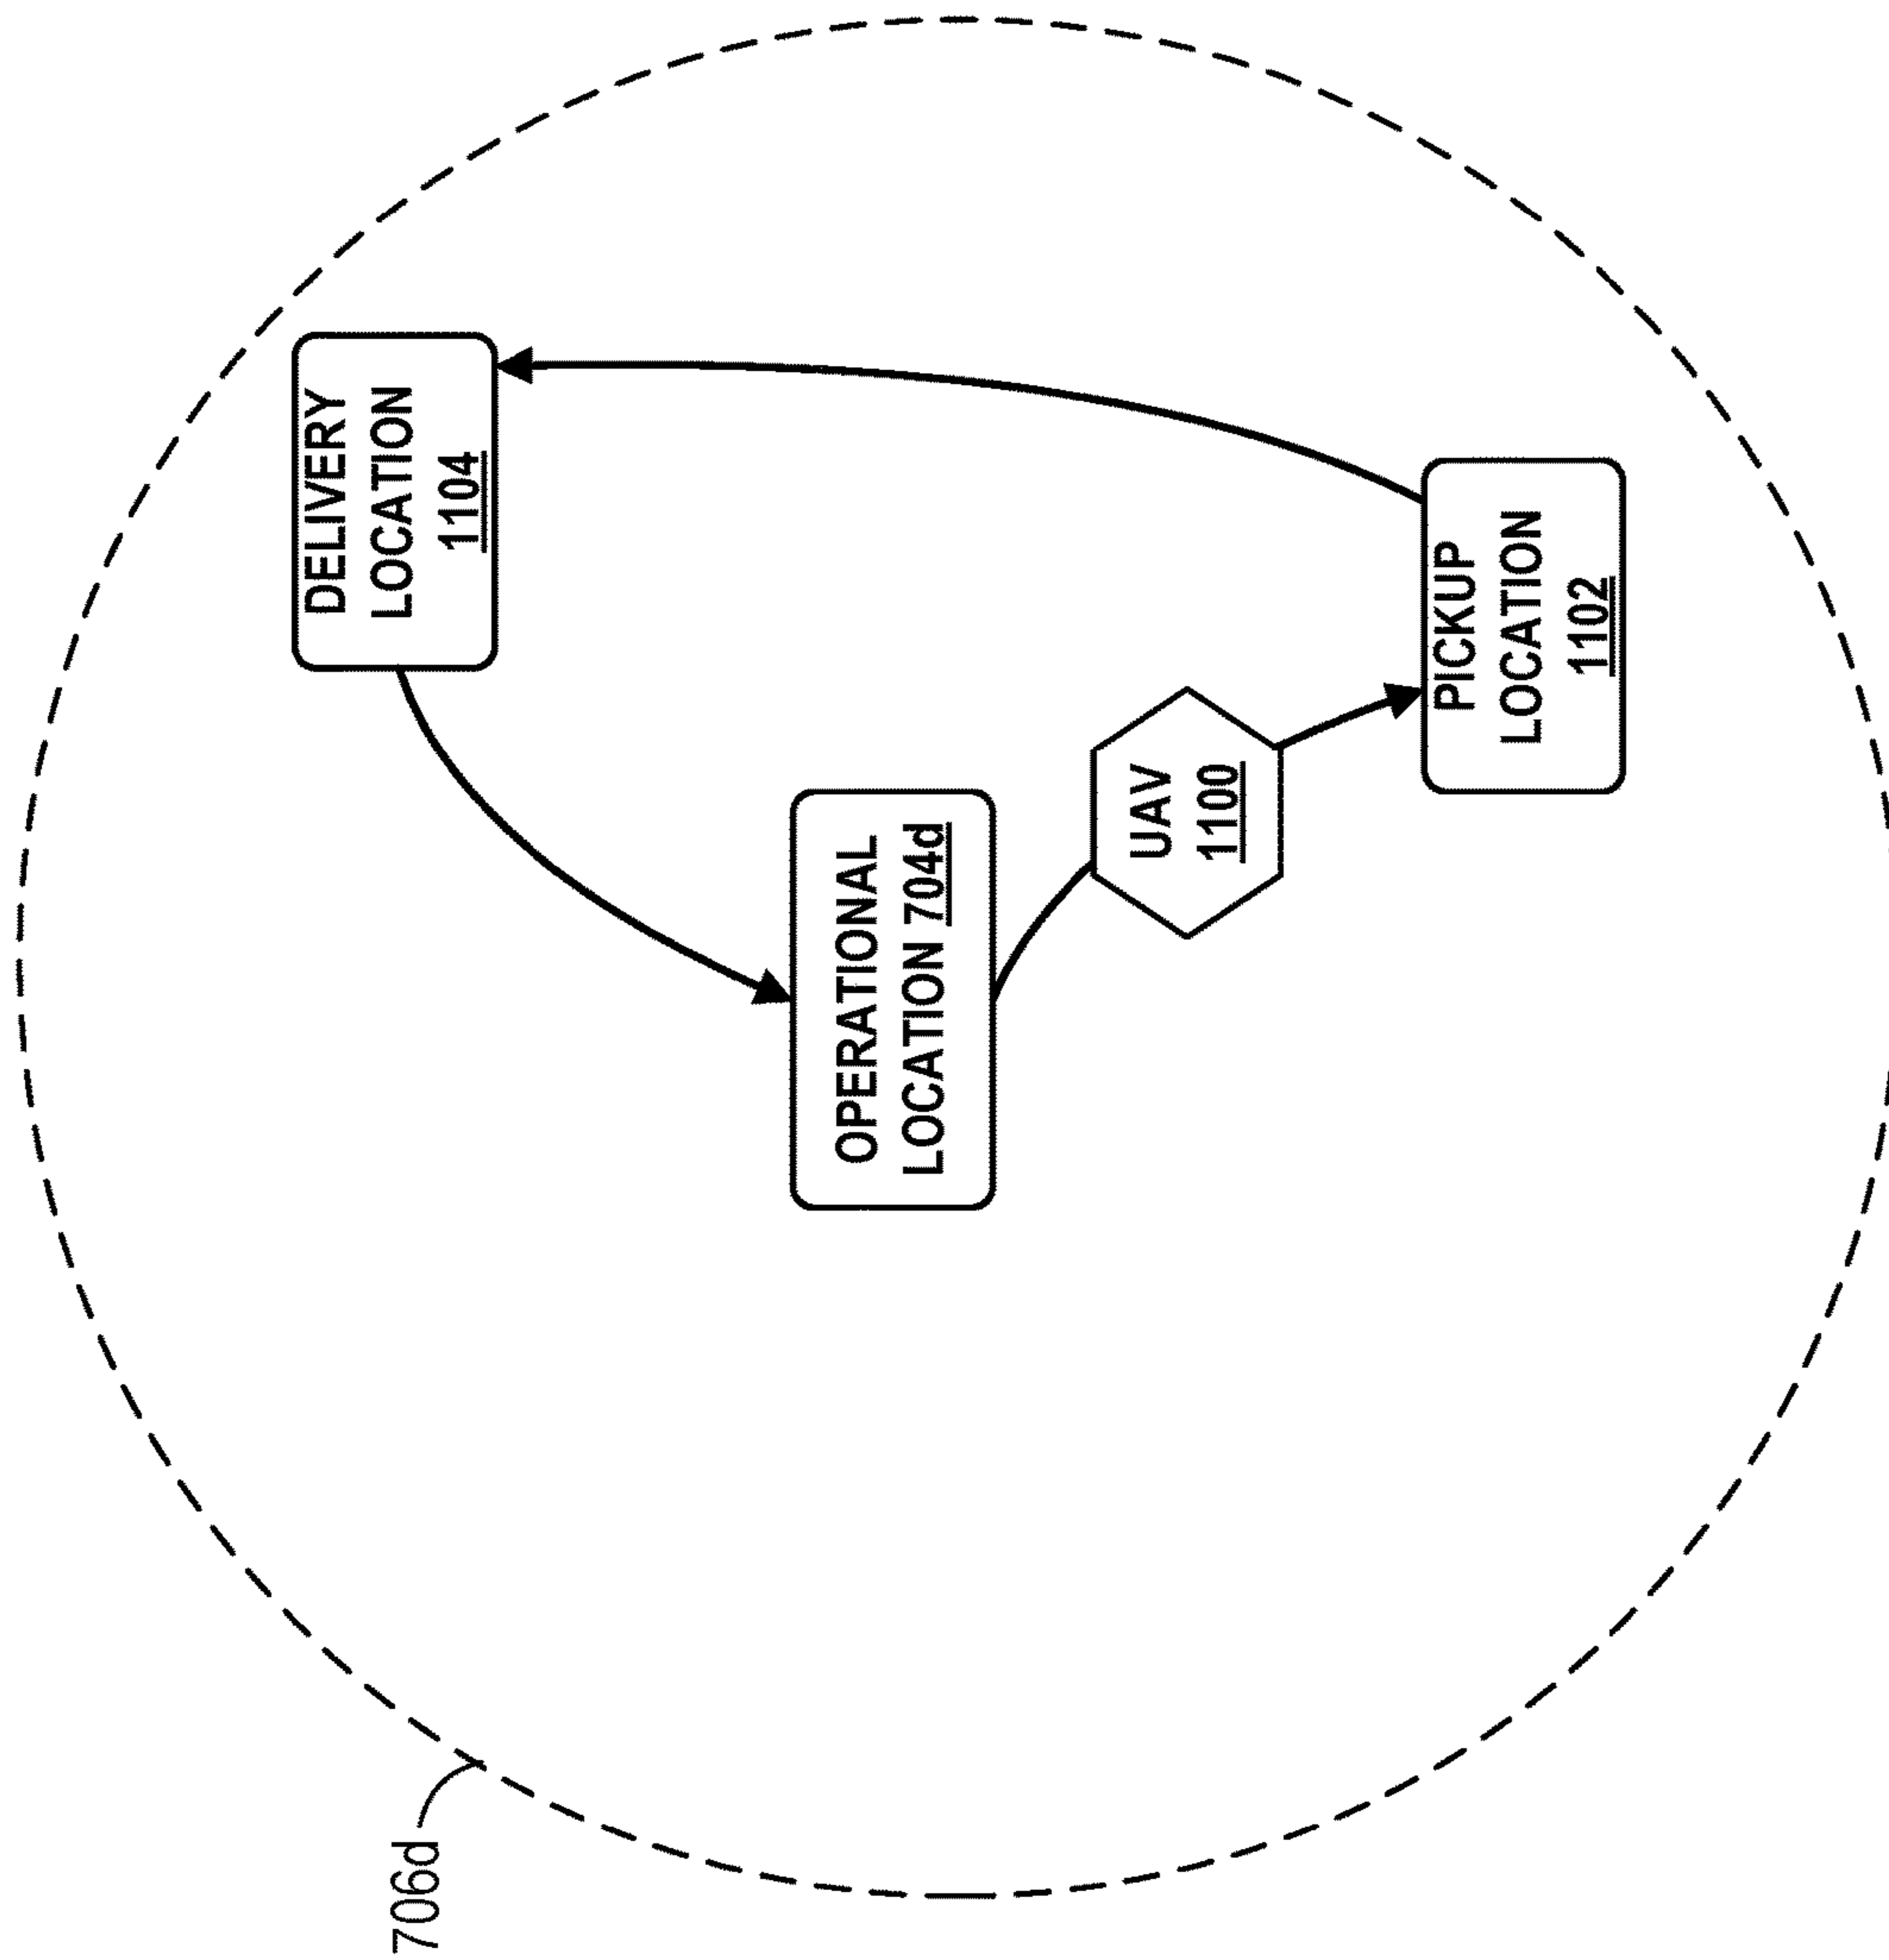 706d
DELIVERY
LOCATION
1104
OPERATIONAL
LOCATION 704d
UAV
1100
PICKUP
LOCATION
1102